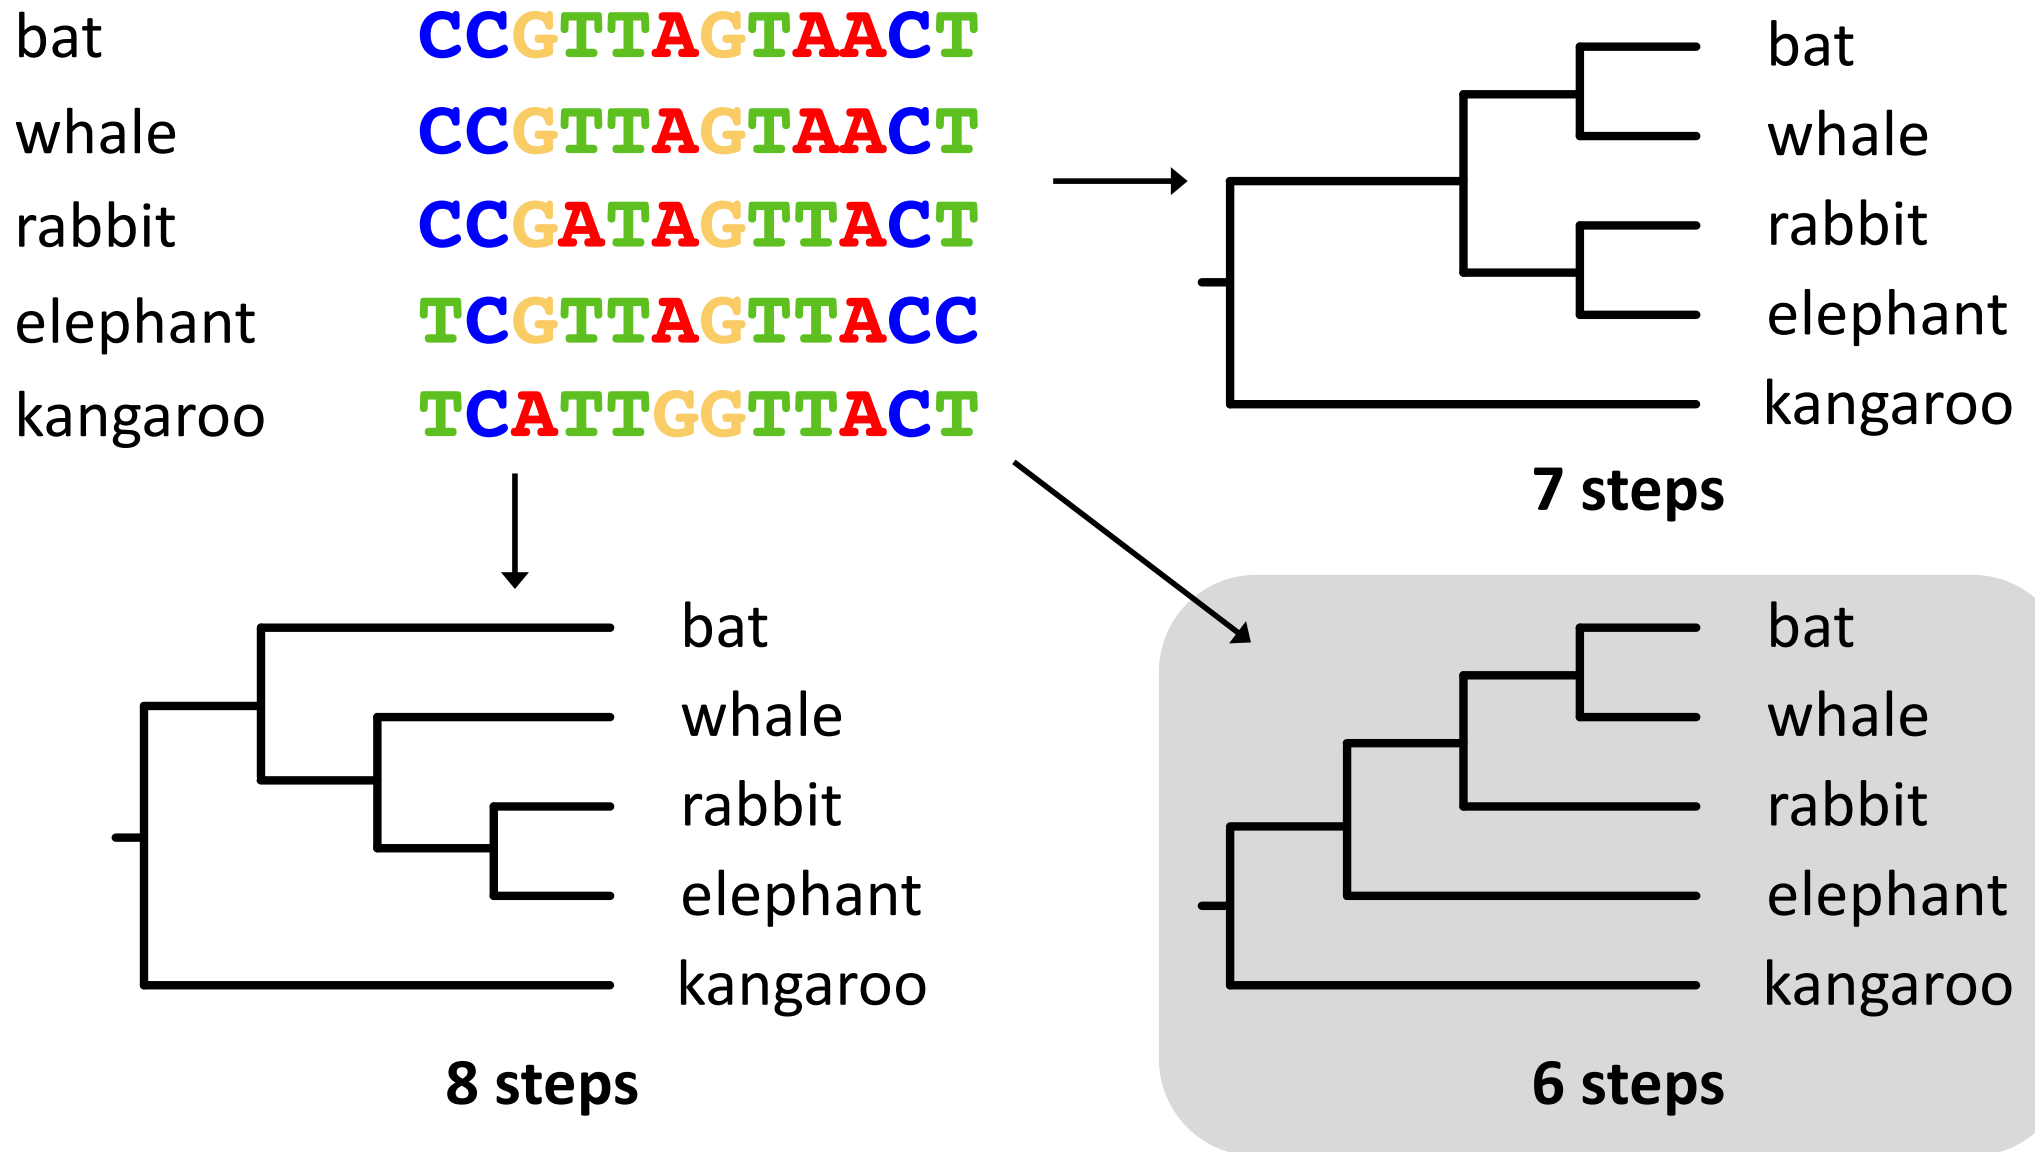 bat CCGTTAGTAACT
whale CCGTTAGTAACT
rabbit CCGATAGTTACT
elephant TCGTTAGTTACC
kangaroo TCATTGGTTACT
bat
whale
rabbit
elephant
kangaroo
7 steps
bat
whale
rabbit
elephant
kangaroo
8 steps
bat
whale
rabbit
elephant
kangaroo
6 steps